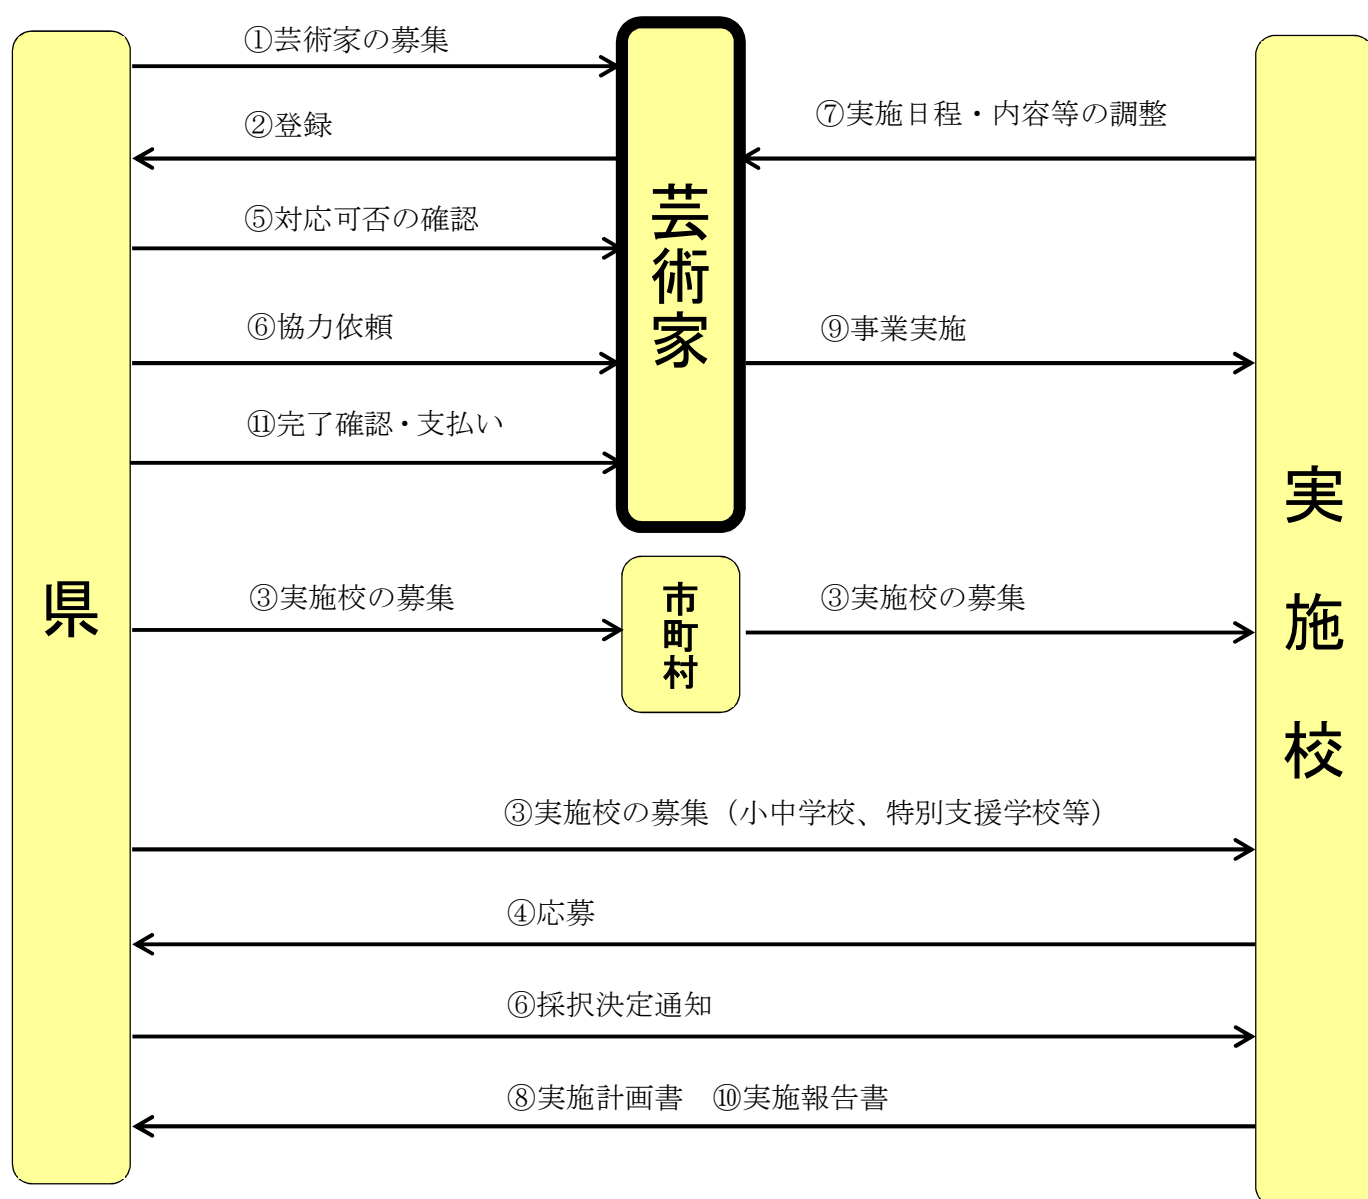 ①芸術家の募集
②登録
⑦実施日程・内容等の調整
⑤対応可否の確認
⑥協力依頼
⑨事業実施
⑪完了確認・支払い
芸術家
県
③実施校の募集
市町村
③実施校の募集
実施校
③実施校の募集（小中学校、特別支援学校等）
④応募
⑥採択決定通知
⑧実施計画書　⑩実施報告書